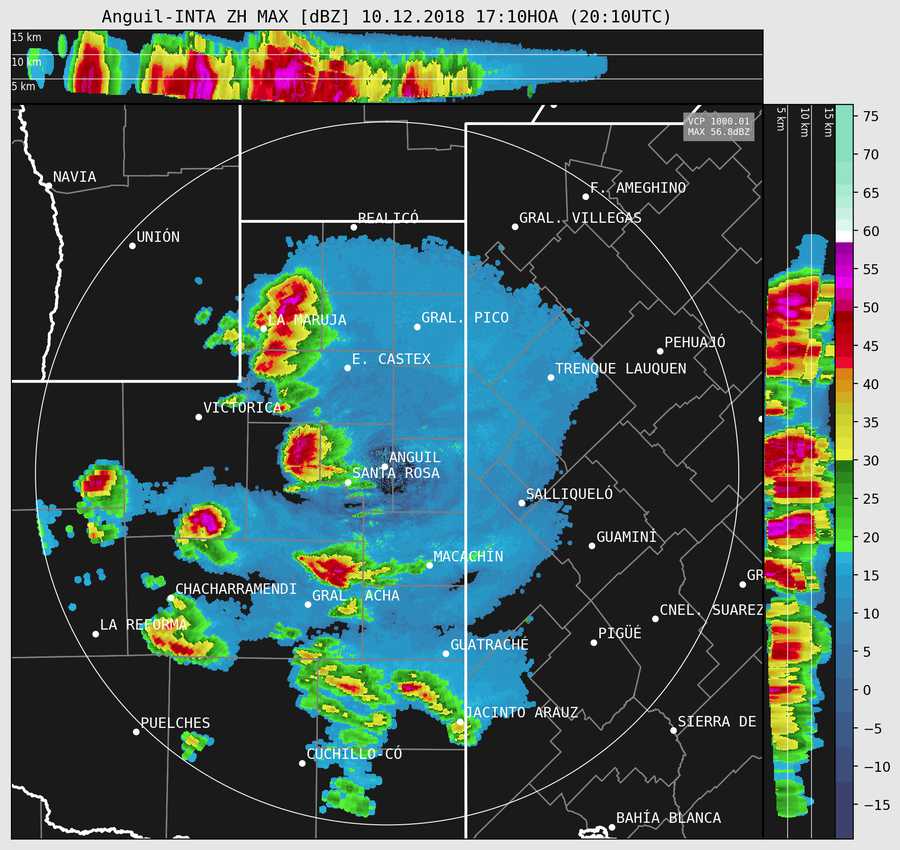 Anguil-INTA ZH MAX [dBZ] 10.12.2018 17:10HOA (20:10UTC)
15 km
10 km
5 km
5 km
10 km
15 km
VCP 1000.01
MAX 56.8dBZ
75
70
65
60
55
50
45
40
35
30
25
20
15
10
5
0
−5
−10
−15
NAVIA
F. AMEGHINO
REALICÓ
GRAL. VILLEGAS
UNIÓN
LA MARUJA
GRAL. PICO
PEHUAJÓ
E. CASTEX
TRENQUE LAUQUEN
VICTORICA
ANGUIL
SANTA ROSA
SALLIQUELÓ
GUAMINI
MACACHÍN
GR
CHACHARRAMENDI
GRAL. ACHA
CNEL. SUAREZ
LA REFORMA
PIGÜÉ
GUATRACHÉ
JACINTO ARAUZ
PUELCHES
SIERRA DE
CUCHILLO-CÓ
BAHÍA BLANCA